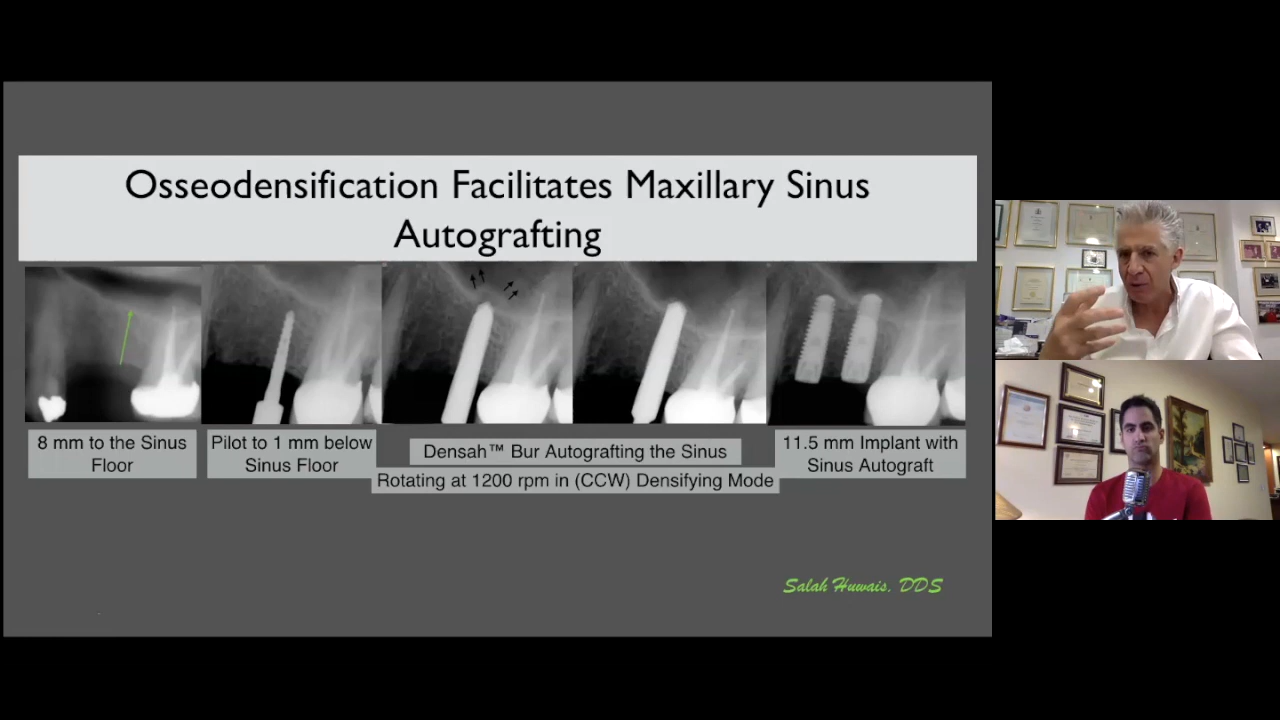 Osseodensification Facilitates Maxillary Sinus
Autografting
8 mm to the Sinus
Floor
Pilot to 1 mm below
Sinus Floor
Densah™ Bur Autografting the Sinus
Rotating at 1200 rpm in (CCW) Densifying Mode
11.5 mm Implant with
Sinus Autograft
Salah Huwais. DDS